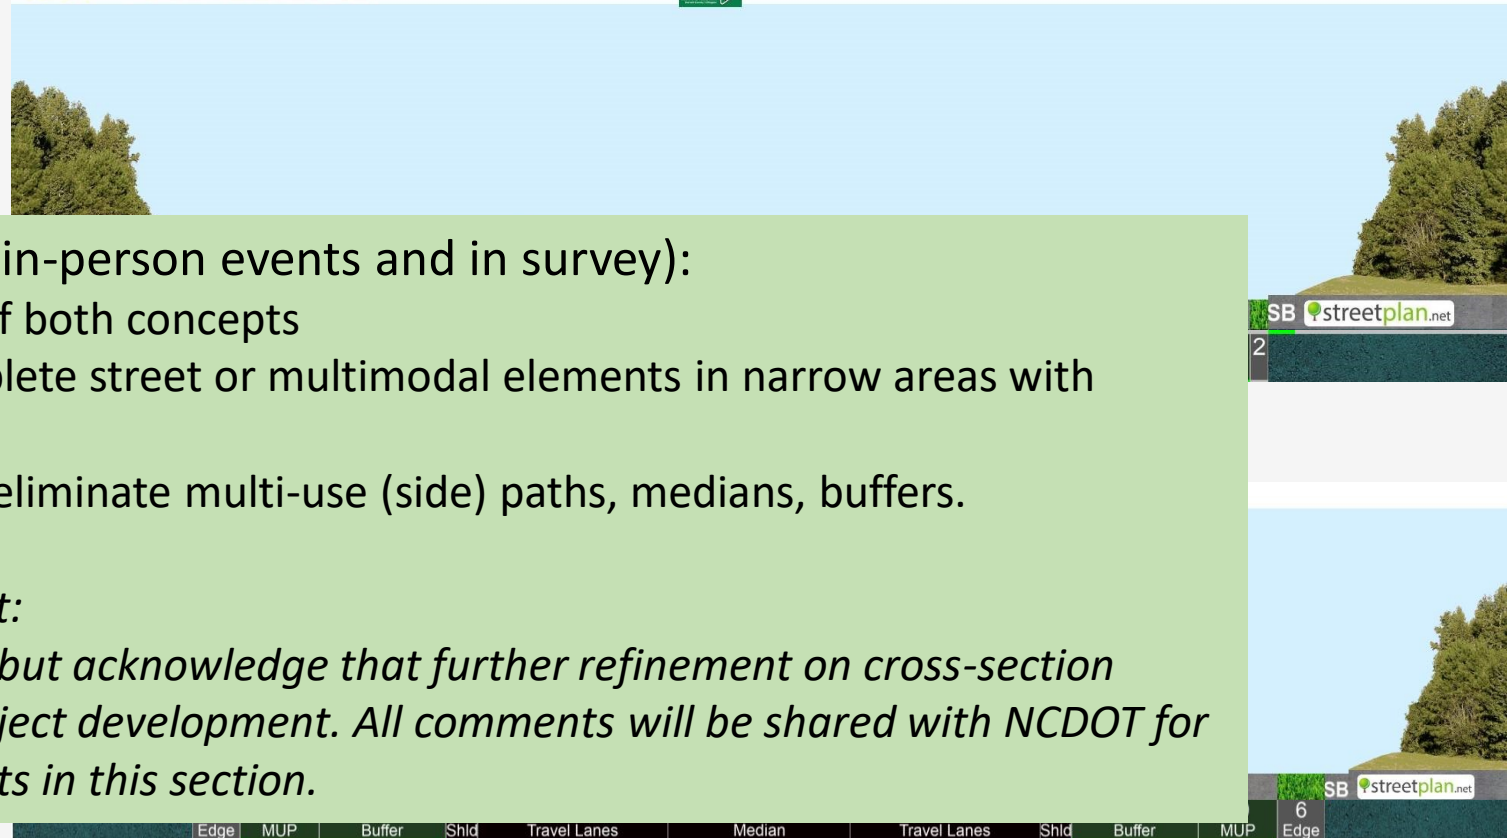 in-person events and in survey):
f both concepts
SB streetplan.net
2
lete street or multimodal elements in narrow areas with
eliminate multi-use (side) paths, medians, buffers.
t:
but acknowledge that further refinement on cross-section
ject development. All comments will be shared with NCDOT for
ts in this section.
SB streetplan.net
6
Edge MUP Buffer Shld Travel Lanes Median Travel Lanes Shld Buffer MUP Edge